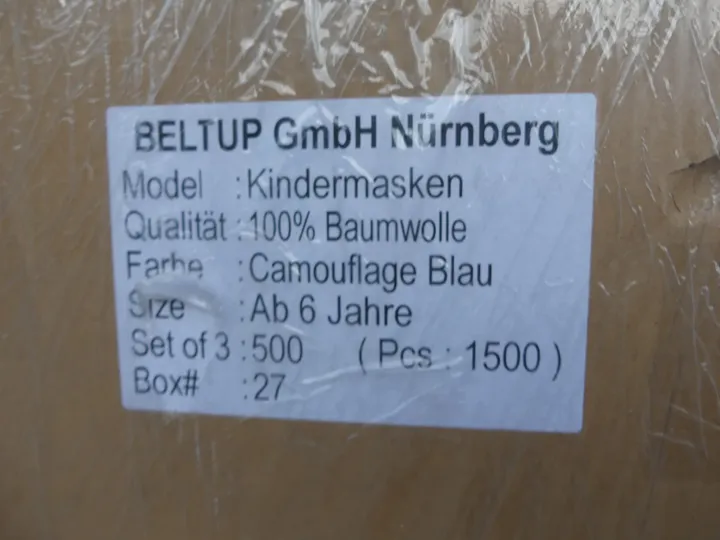 BELTUP GmbH Nürnberg
Model : Kindermasken
Qualität : 100% Baumwolle
Farbe : Camouflage Blau
Size : Ab 6 Jahre
Set of 3 : 500 ( Pcs : 1500 )
Box# : 27